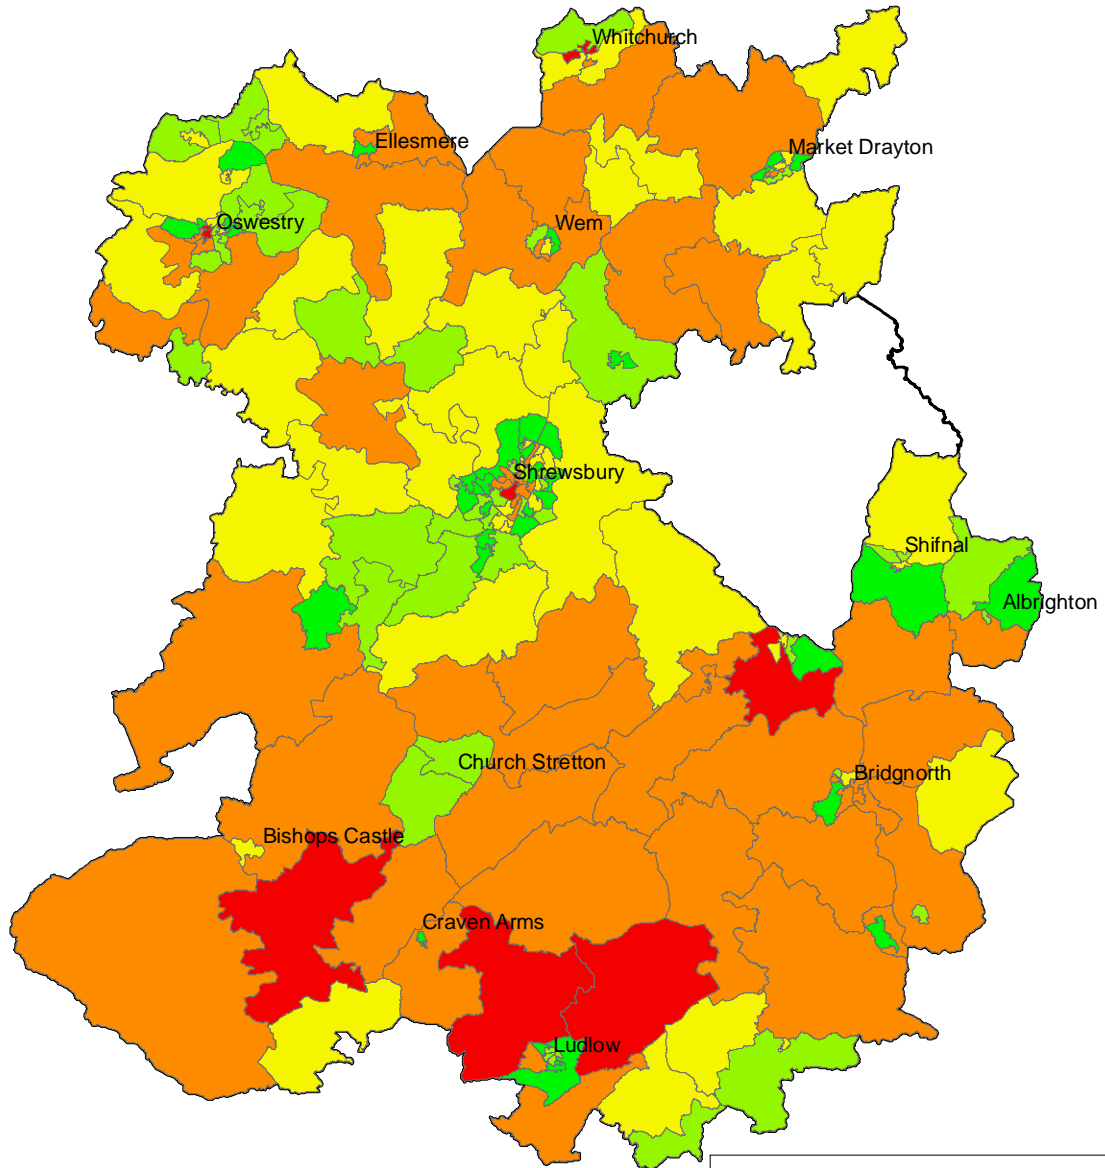 Whitchurch
Ellesmere
Market Drayton
Oswestry
Wem
Shrewsbury
Shifnal
Albrighton
Church Stretton
Bridgnorth
Bishops Castle
Craven Arms
Ludlow